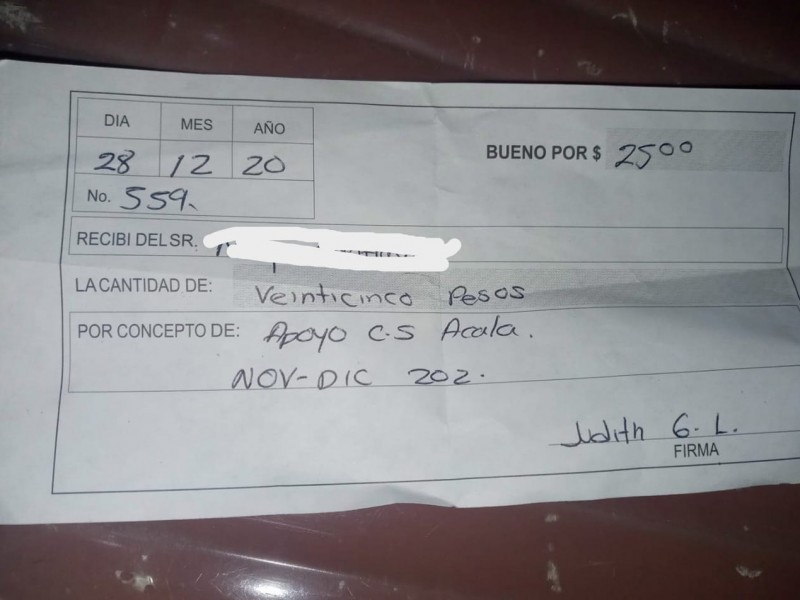 DIA MES AÑO
28 12 20
BUENO POR $ 25⁰⁰
No. 559.
RECIBI DEL SR.
LA CANTIDAD DE: Veinticinco Pesos
POR CONCEPTO DE: Apoyo C.S Acala.
NOV-DIC 202.
Judith G. L.
FIRMA